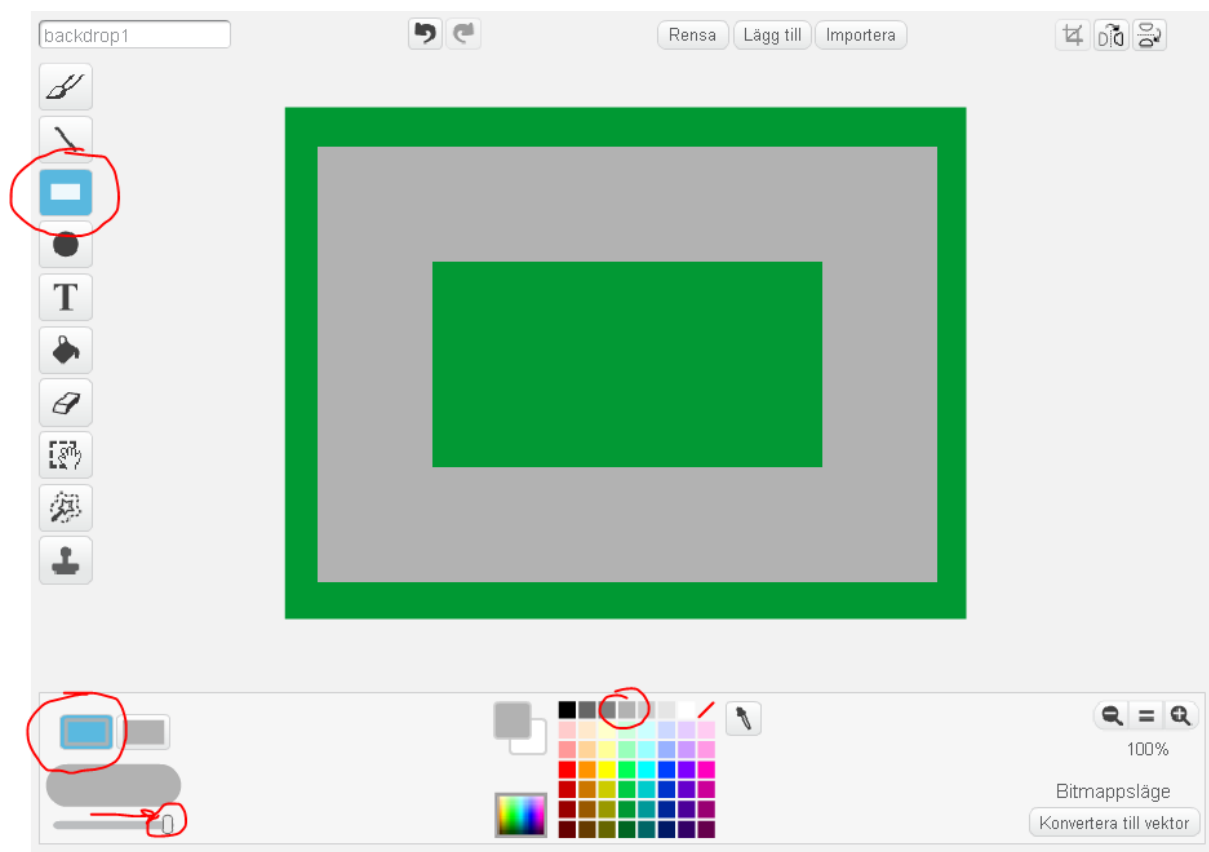 backdrop1
Rensa
Lägg till
Importera
T
100%
Bitmappsläge
Konvertera till vektor